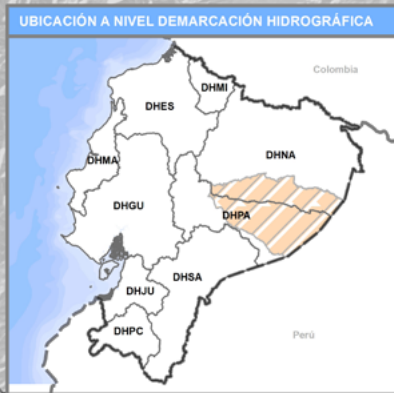 UBICACIÓN A NIVEL DEMARCACIÓN HIDROGRÁFICA
Colombia
DHMI
DHES
DHNA
DHMA
DHGU
DHPA
DHSA
DHJU
DHPC
Perú